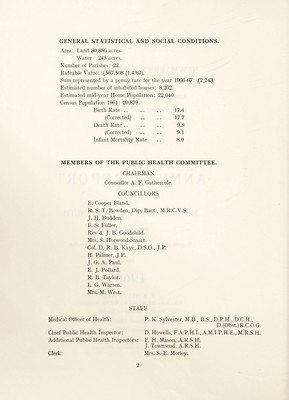 GENERAL STATISTICAL AND SOCIAL CONDITIONS.
Area: Land 80,856 acres.
Water 245 acres.
Number of Parishes: 22.
Rateable Value: £567,508 (1.4.67).
Sum represented by a penny rate for the year 1966-67: £2,243.
Estimated number of inhabited houses: 8,202.
Estimated mid-year Home Population: 22,040.
Census Population 1961: 20,879.
Birth Rate .. .. .. 17.4
(Corrected) .. .. 17.7
Death Rate .. .. .. 9.8
(Corrected) .. .. 9.1
Infant Mortality Rate .. .. 8.0
MEMBERS OF THE PUBLIC HEALTH COMMITTEE.
CHAIRMAN
Councillor A. F. Gathercole.
COUNCILLORS
E. Cooper Bland.
R. S. T. Bowden, Dip. Bact., M.R.C.V.S.
J. H. Budden.
F. S. Fuller.
Rev'd. J. B. Goodchild.
Mrs. S. Horwood-Smart.
Col. D. R. B. Kaye, D.S.O., J.P.
H. Palmer, J.P.
J. G. A. Paul.
E. J. Pollard.
R. B. Taylor.
L. G. Warren.
Mrs. M. West.
STAFF
Medical Officer of Health: P. K. Sylvester, M.B., B.S., D.P.H., D.C.H.,
D.(Obst.)R.C.O.G.
Chief Public Health Inspector: D. Howells, F.A.P.H.I., A.M.I.P.H.E., M.R.S.H.
Additional Public Health Inspectors: F. H. Mason, A.R.S.H.
J. Townsend, A.R.S.H.
Clerk: Mrs. S. E. Morley.
2